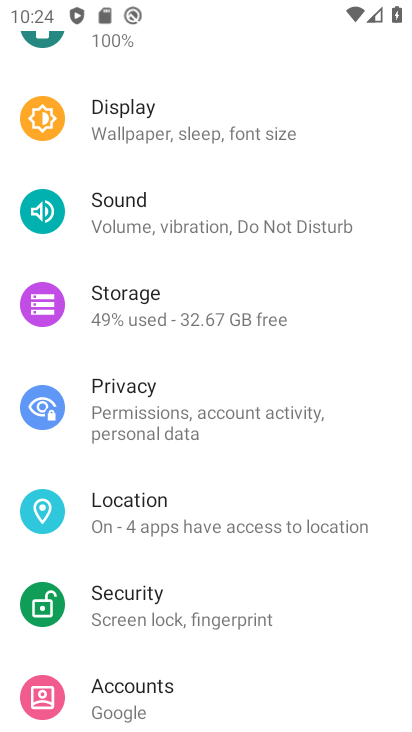 10:24
100%
Display
Wallpaper, sleep, font size
Sound
Volume, vibration, Do Not Disturb
Storage
49% used - 32.67 GB free
Privacy
Permissions, account activity,
personal data
Location
On - 4 apps have access to location
Security
Screen lock, fingerprint
Accounts
Google